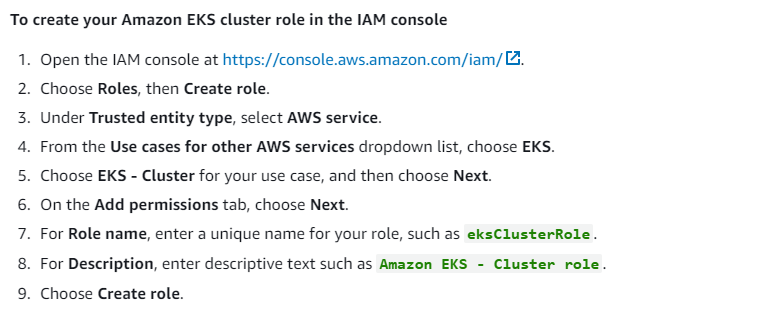 To create your Amazon EKS cluster role in the IAM console
1. Open the IAM console at https://console.aws.amazon.com/iam/.
2. Choose Roles, then Create role.
3. Under Trusted entity type, select AWS service.
4. From the Use cases for other AWS services dropdown list, choose EKS.
5. Choose EKS - Cluster for your use case, and then choose Next.
6. On the Add permissions tab, choose Next.
7. For Role name, enter a unique name for your role, such as eksClusterRole.
8. For Description, enter descriptive text such as Amazon EKS - Cluster role.
9. Choose Create role.